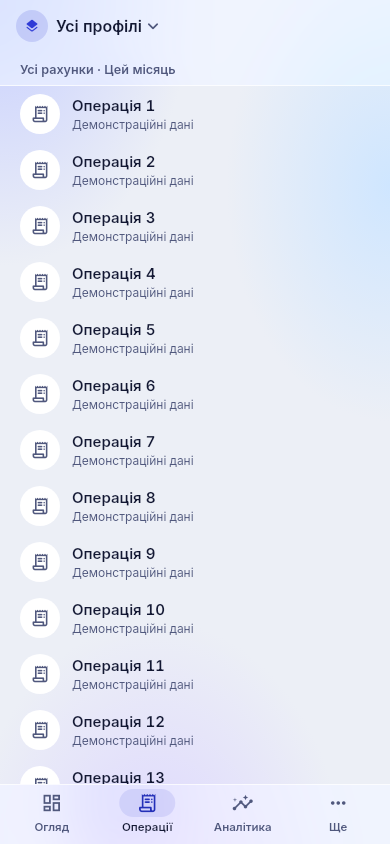 Усі профілі
Усі рахунки · Цей місяць
Операція 1
Демонстраційні дані
Операція 2
Демонстраційні дані
Операція 3
Демонстраційні дані
Операція 4
Демонстраційні дані
Операція 5
Демонстраційні дані
Операція 6
Демонстраційні дані
Операція 7
Демонстраційні дані
Операція 8
Демонстраційні дані
Операція 9
Демонстраційні дані
Операція 10
Демонстраційні дані
Операція 11
Демонстраційні дані
Операція 12
Демонстраційні дані
Операція 13
Огляд
Операції
Аналітика
Ще